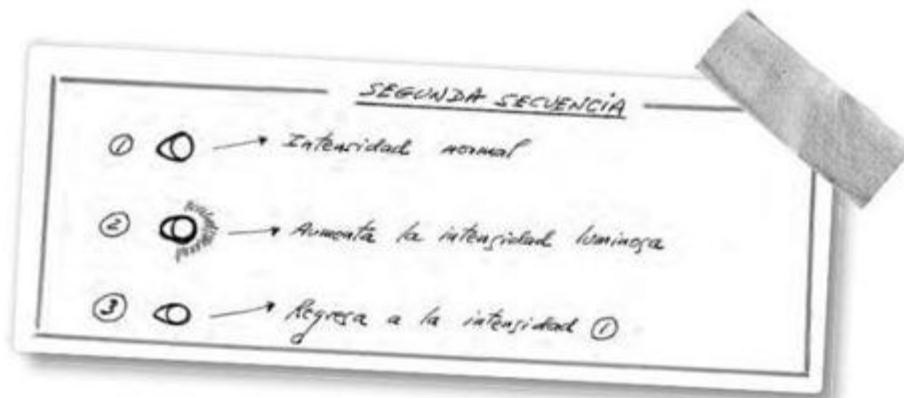 SEGUNDA SECUENCIA
① → Intensidad normal
② → Aumenta la intensidad luminosa
③ → Regresa a la intensidad ①